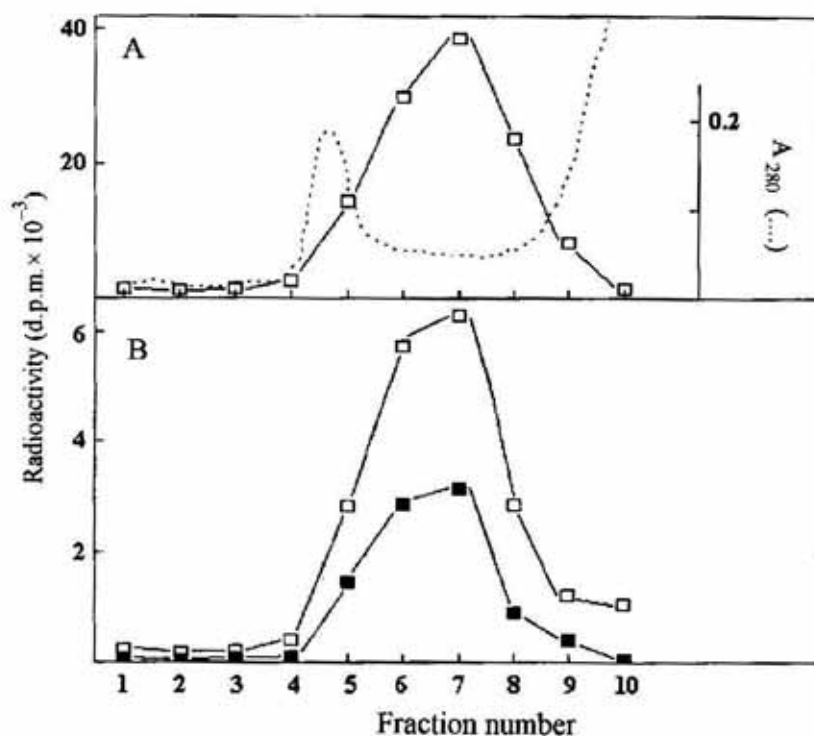 40
A
0.2
20
A 280 (....)
Radioactivity (d.p.m. × 10⁻³)
6
B
4
2
1 2 3 4 5 6 7 8 9 10
Fraction number